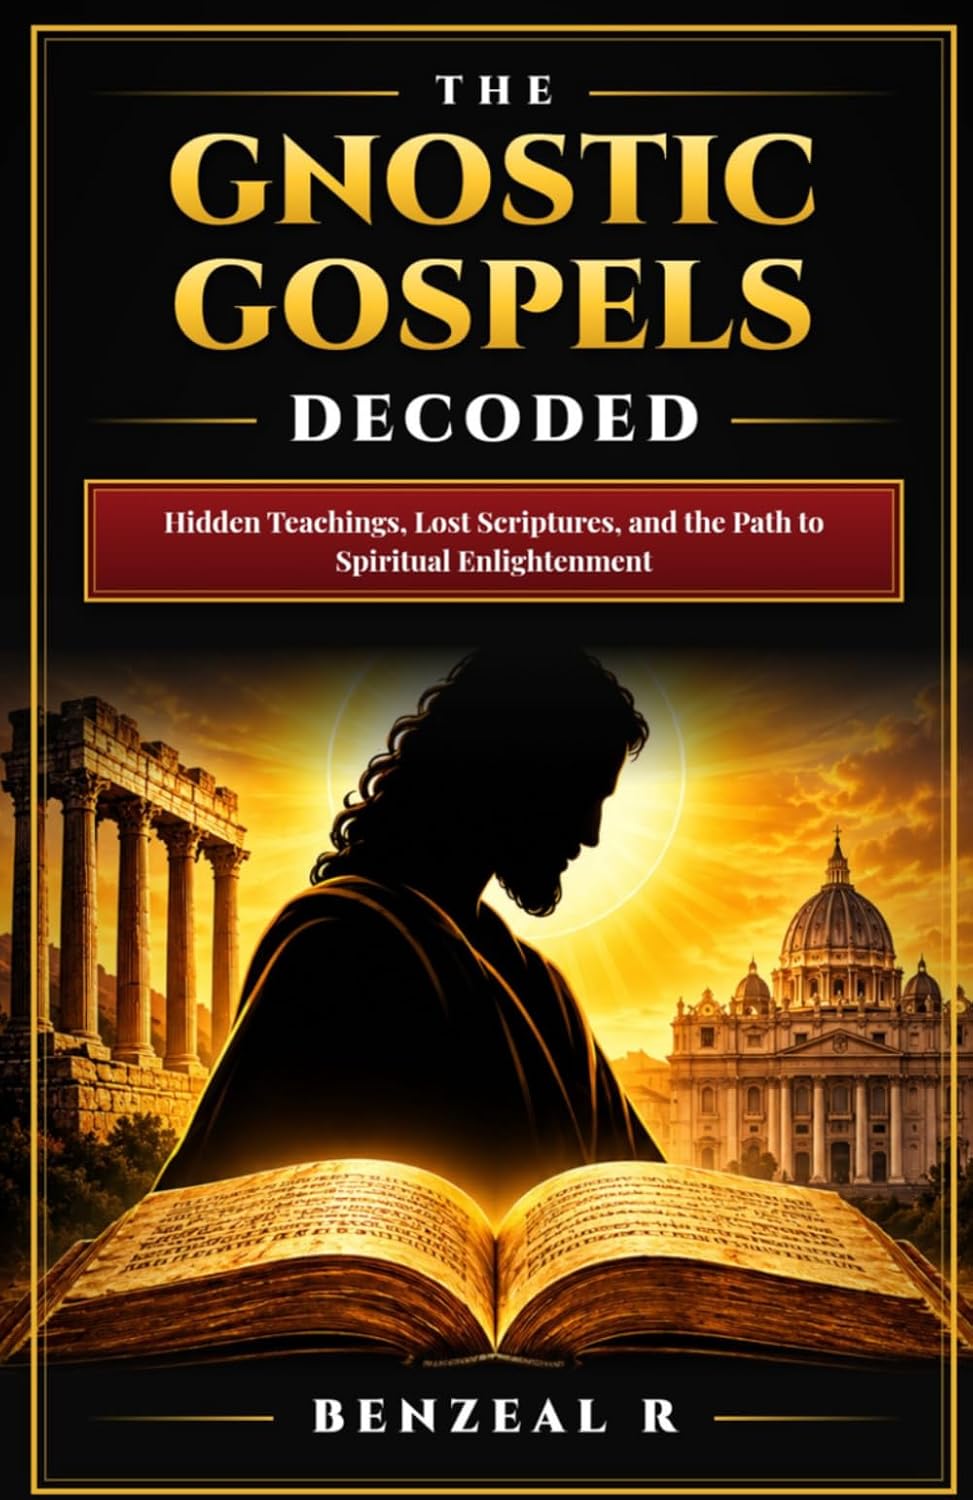 THE
GNOSTIC
GOSPELS
DECODED
Hidden Teachings, Lost Scriptures, and the Path to
Spiritual Enlightenment
BENZEAL R